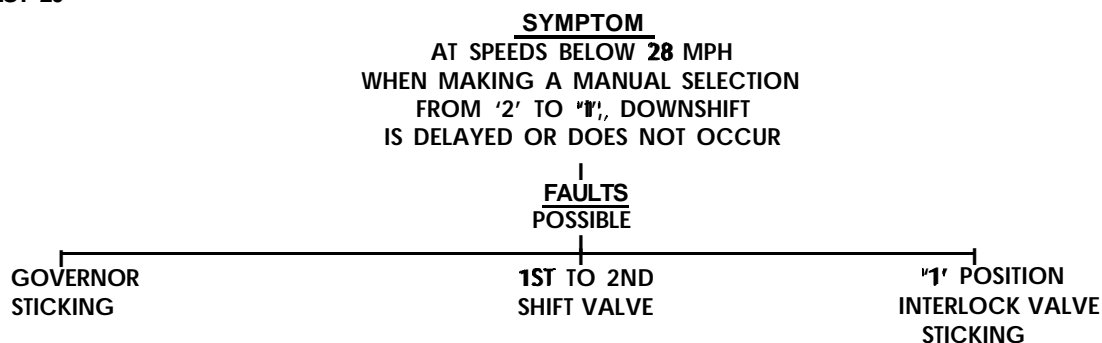 SYMPTOM
AT SPEEDS BELOW 28 MPH
WHEN MAKING A MANUAL SELECTION
FROM '2' TO "1", DOWNSHIFT
IS DELAYED OR DOES NOT OCCUR
FAULTS
POSSIBLE
GOVERNOR
STICKING
1ST TO 2ND
SHIFT VALVE
"1' POSITION
INTERLOCK VALVE
STICKING